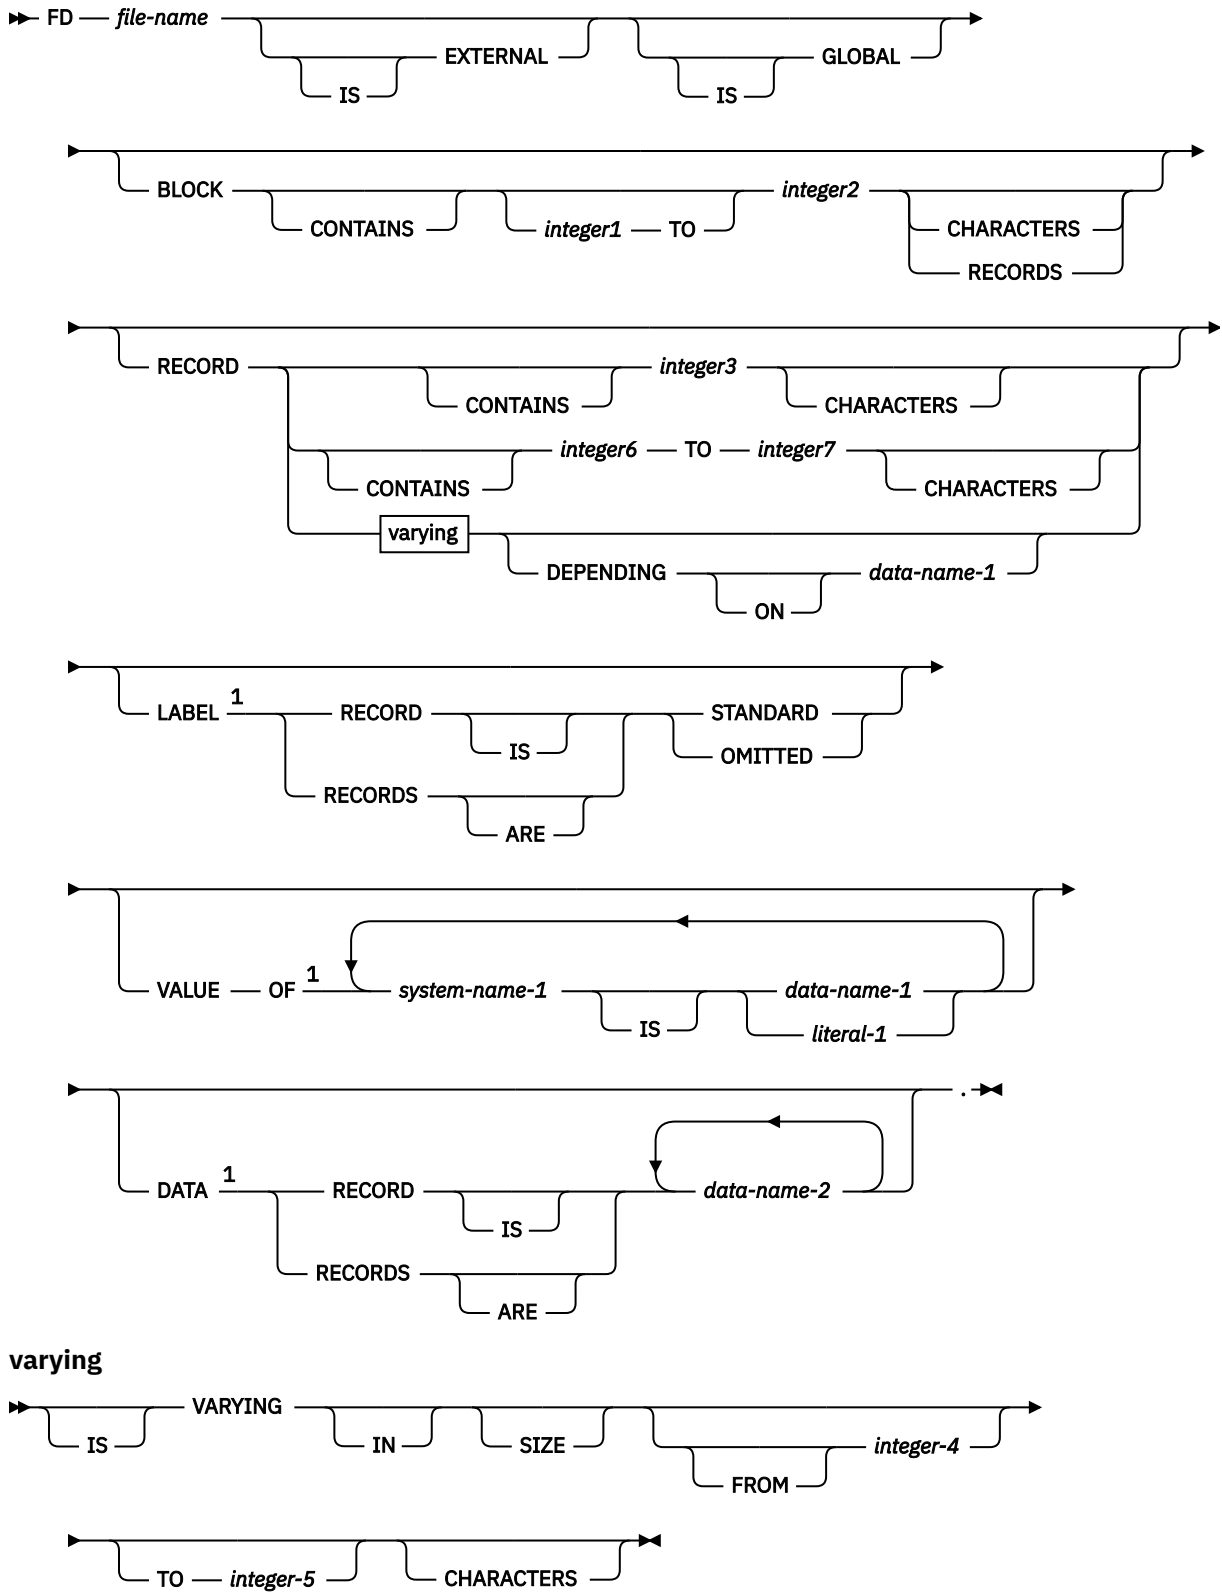 FD file-name
EXTERNAL GLOBAL
IS IS
BLOCK integer2
CONTAINS integer1 TO CHARACTERS
RECORDS
RECORD integer3
CONTAINS CHARACTERS
integer6 TO integer7
CONTAINS CHARACTERS
varying
DEPENDING data-name-1
ON
LABEL 1 RECORD STANDARD
IS OMITTED
RECORDS
ARE
VALUE OF 1 system-name-1 data-name-1
IS literal-1
.
DATA 1 RECORD data-name-2
IS
RECORDS
ARE
varying
VARYING
IS IN SIZE integer-4
FROM
TO integer-5 CHARACTERS